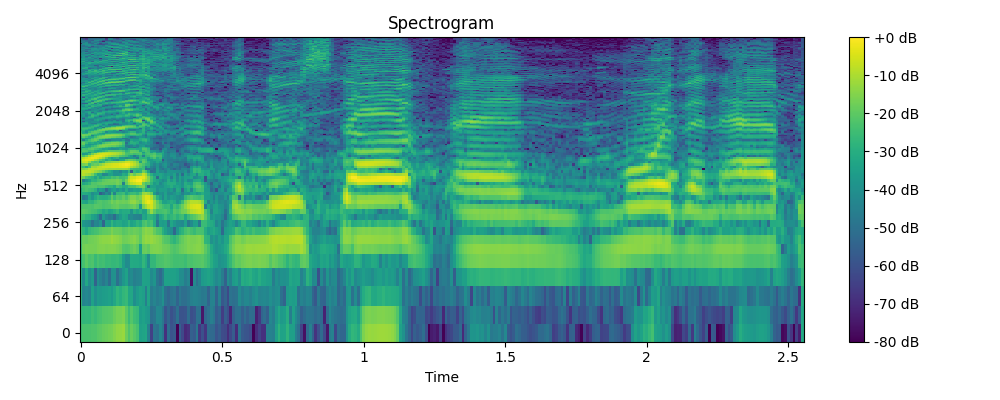 Spectrogram
+0 dB
4096
-10 dB
2048
-20 dB
1024
-30 dB
Hz
512
-40 dB
256
-50 dB
128
-60 dB
64
-70 dB
0
-80 dB
0 0.5 1 1.5 2 2.5
Time